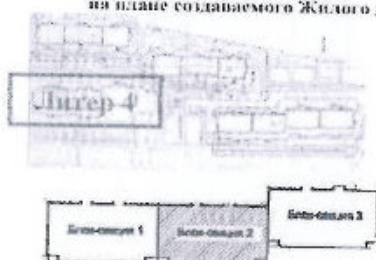 на плане создаваемого Жилого
Литер 4
Блок-секция 1
Блок-секция 2
Блок-секция 3